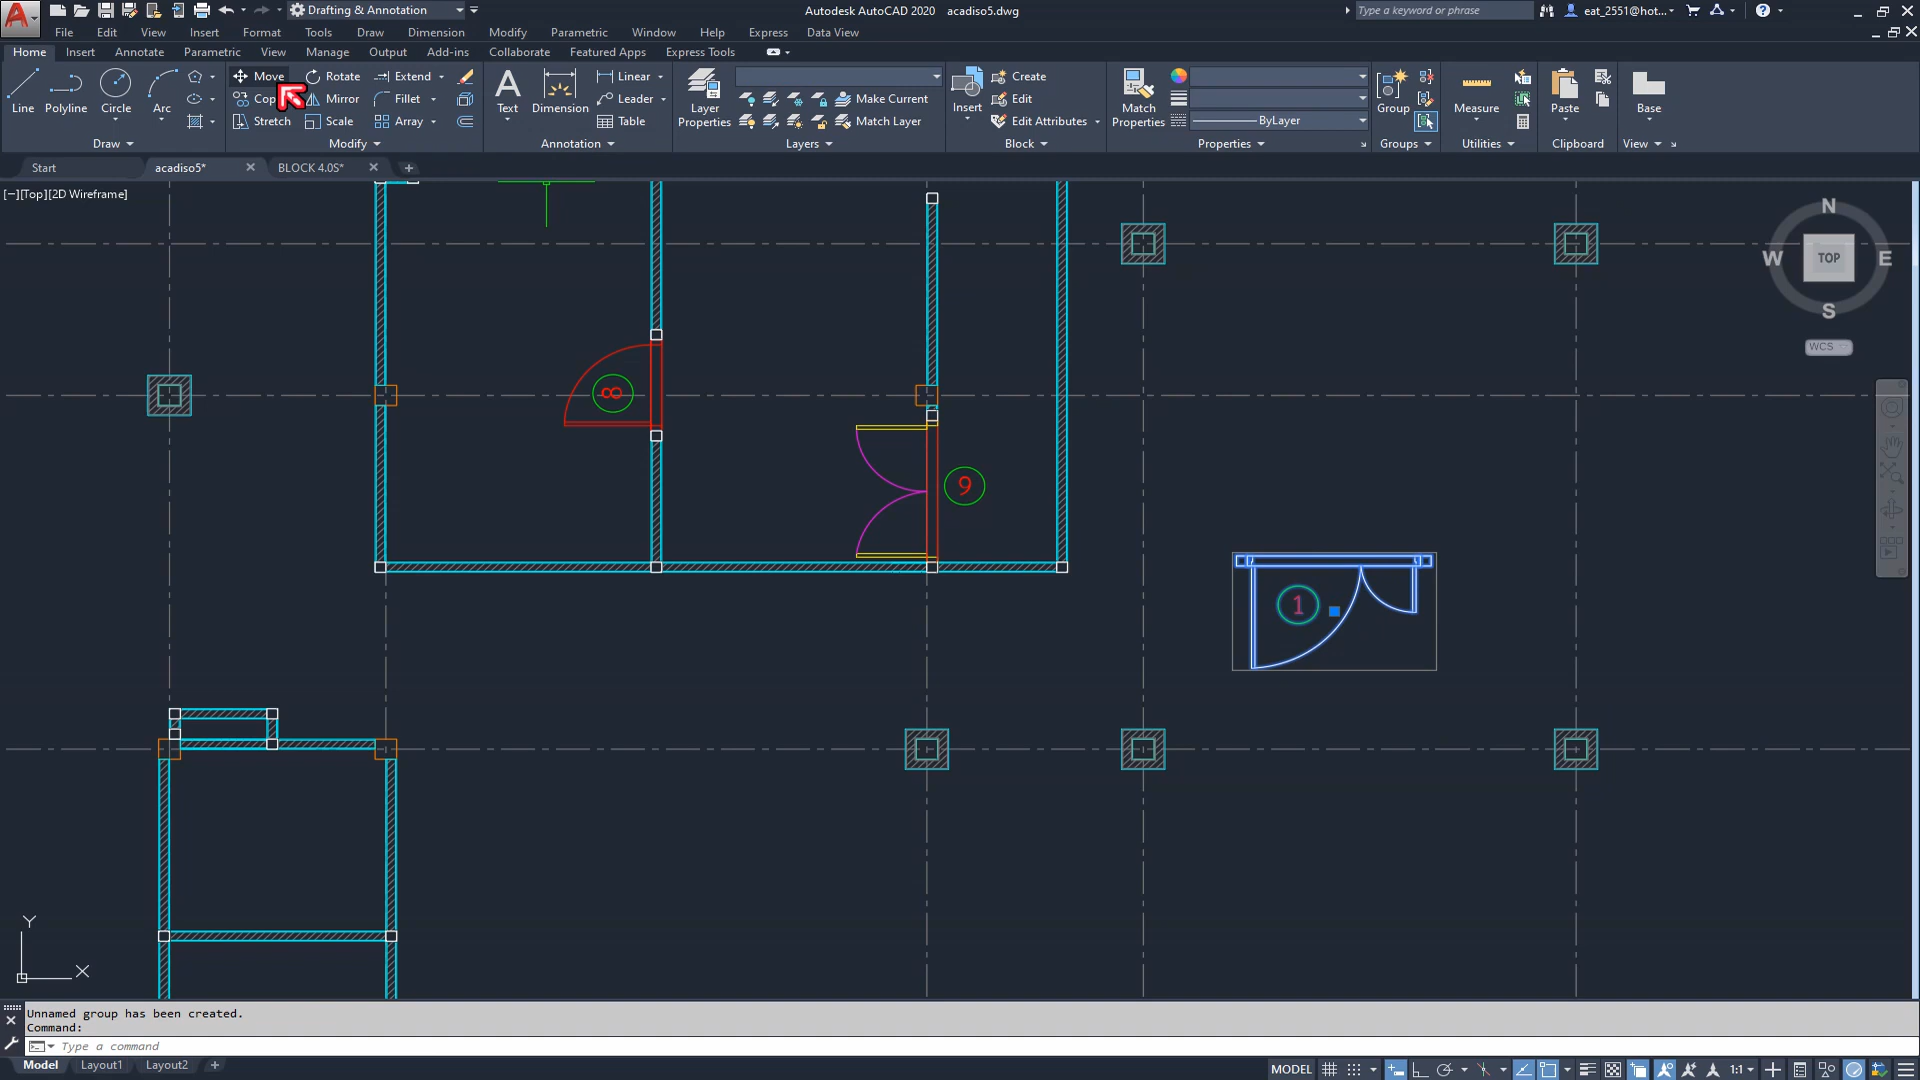 Drafting & Annotation
Autodesk AutoCAD 2020 acadiso5.dwg
Type a keyword or phrase
eat_2551@hot...
File Edit View Insert Format Tools Draw Dimension Modify Parametric Window Help Express Data View
Home Insert Annotate Parametric View Manage Output Add-ins Collaborate Featured Apps Express Tools
Move Rotate Extend Linear Create
Cop Mirror Fillet Leader Make Current Edit
Stretch Scale Array Table Match Layer Edit Attributes ByLayer
Line Polyline Circle Arc Text Dimension Layer Properties Insert Match Properties Group Measure Paste Base
Draw Modify Annotation Layers Block Properties Groups Utilities Clipboard View
Start acadiso5* BLOCK 4.0S*
[−][Top][2D Wireframe]
N
W TOP E
S
WCS
8
9
1
Y
X
Unnamed group has been created.
Command:
Type a command
Model Layout1 Layout2
MODEL 1:1